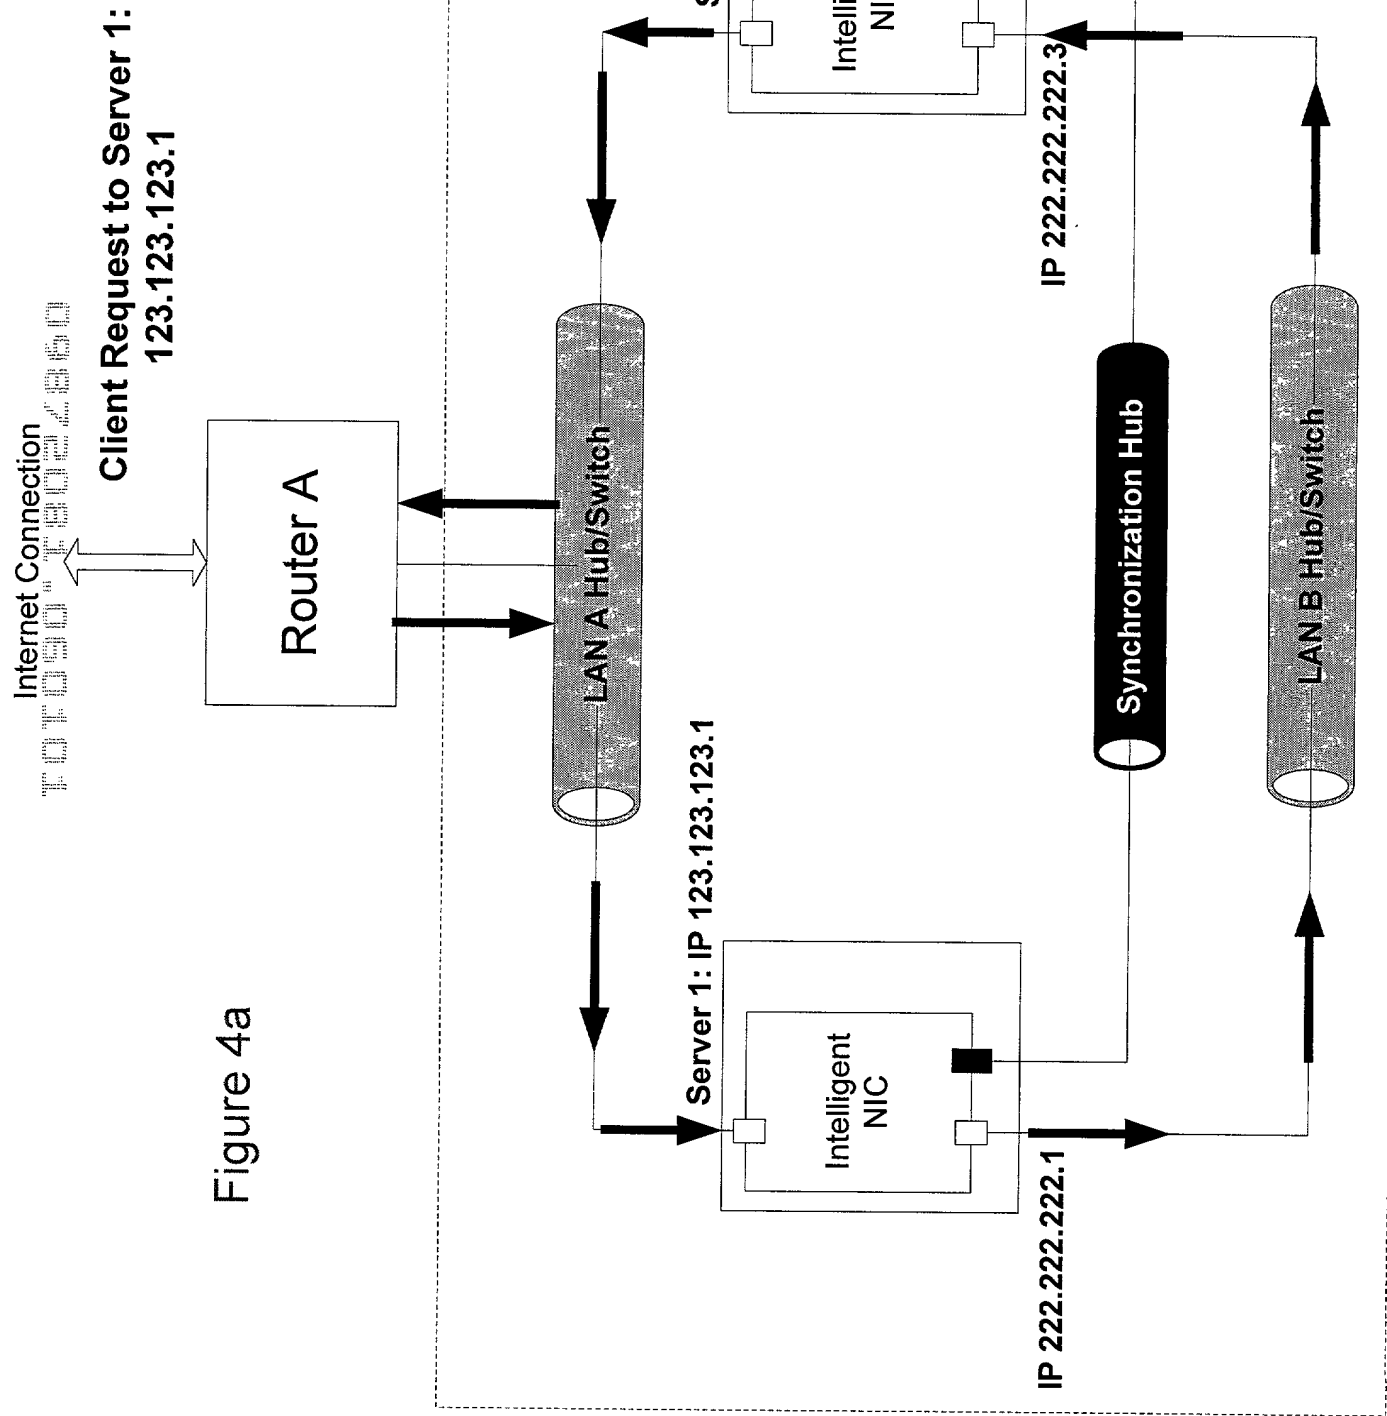 Figure 4a
Internet Connection
Client Request to Server 1:
123.123.123.1
Router A
LAN A Hub/Switch
Server 1: IP 123.123.123.1
Intelligent
NIC
IP 222.222.222.1
Synchronization Hub
LAN B Hub/Switch
IP 222.222.222.3